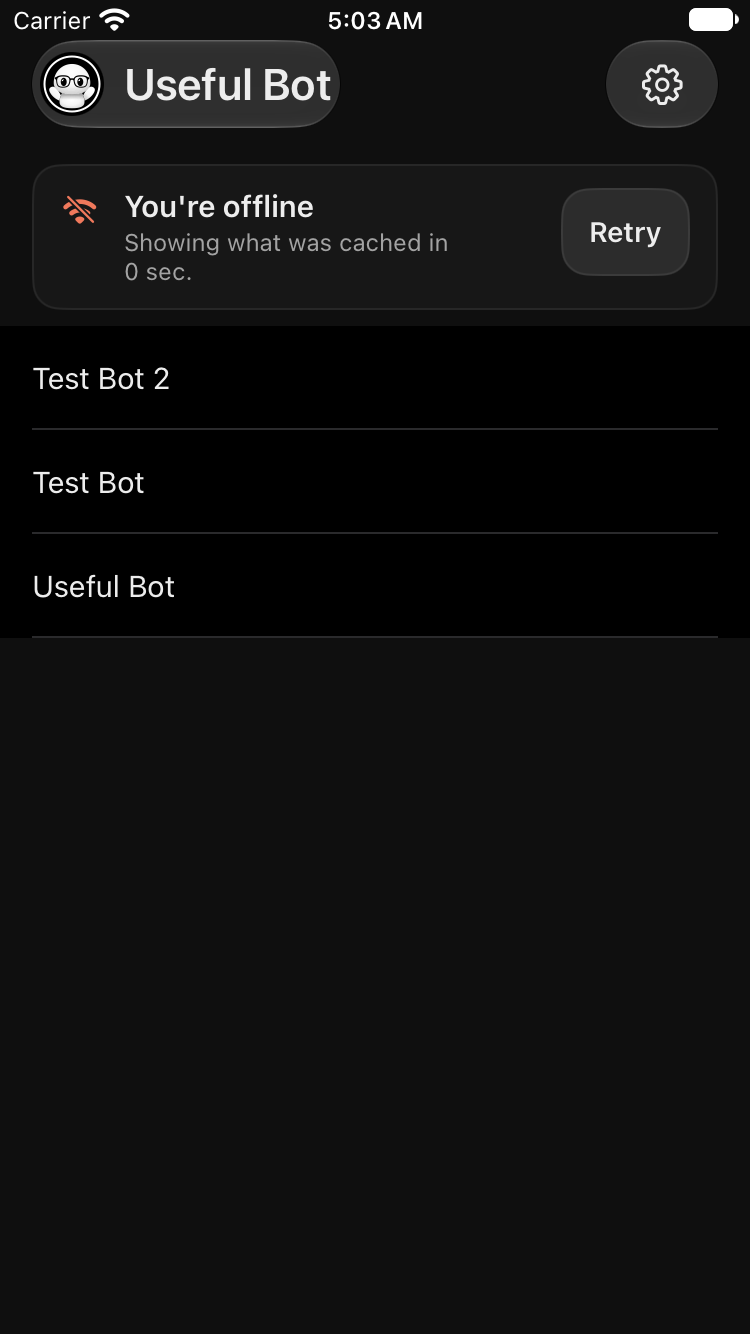 Carrier 5:03 AM
Useful Bot
You're offline
Showing what was cached in
0 sec.
Retry
Test Bot 2
Test Bot
Useful Bot